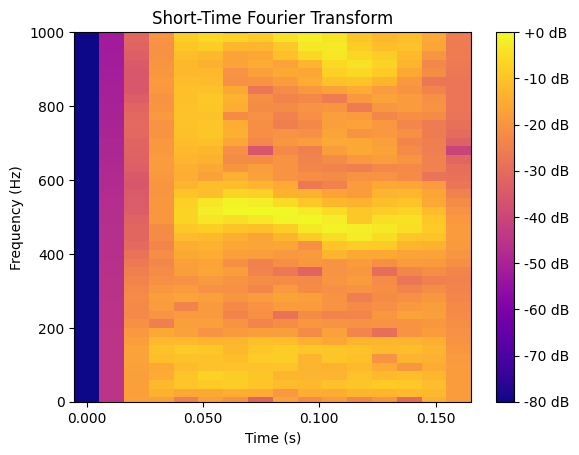 Short-Time Fourier Transform
1000
800
600
400
200
0
Frequency (Hz)
0.000
0.050
0.100
0.150
Time (s)
+0 dB
-10 dB
-20 dB
-30 dB
-40 dB
-50 dB
-60 dB
-70 dB
-80 dB